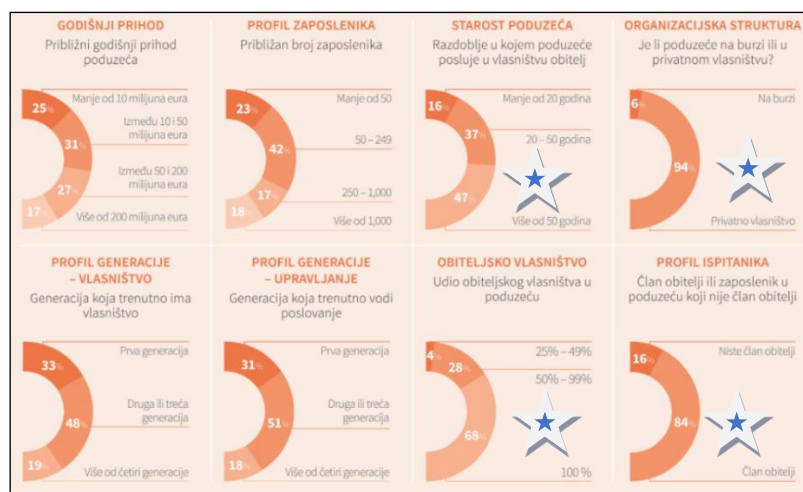 GODIŠNJI PRIHOD
Približni godišnji prihod
poduzeća
Manje od 10 milijuna eura
25%
Između 10 i 50
milijuna eura
31%
Između 50 i 200
milijuna eura
27%
17%
Više od 200 milijuna eura
PROFIL ZAPOSLENIKA
Približan broj zaposlenika
23%
Manje od 50
42%
50 – 249
17%
250 – 1,000
18%
Više od 1,000
STAROST PODUZEĆA
Razdoblje u kojem poduzeće
posluje u vlasništvu obitelj
16%
Manje od 20 godina
37%
20 – 50 godina
47%
Više od 50 godina
ORGANIZACIJSKA STRUKTURA
Je li poduzeće na burzi ili u
privatnom vlasništvu?
6%
Na burzi
94%
Privatno vlasništvo
PROFIL GENERACIJE
– VLASNIŠTVO
Generacija koja trenutno ima
vlasništvo
Prva generacija
33%
Druga ili treća
generacija
48%
19%
Više od četiri generacije
PROFIL GENERACIJE
– UPRAVLJANJE
Generacija koja trenutno vodi
poslovanje
Prva generacija
31%
Druga ili treća
generacija
51%
18%
Više od četiri generacije
OBITELJSKO VLASNIŠTVO
Udio obiteljskog vlasništva u
poduzeću
4%
25% – 49%
28%
50% – 99%
68%
100 %
PROFIL ISPITANIKA
Član obitelji ili zaposlenik u
poduzeću koji nije član obitelji
16%
Niste član obitelji
84%
Član obitelji